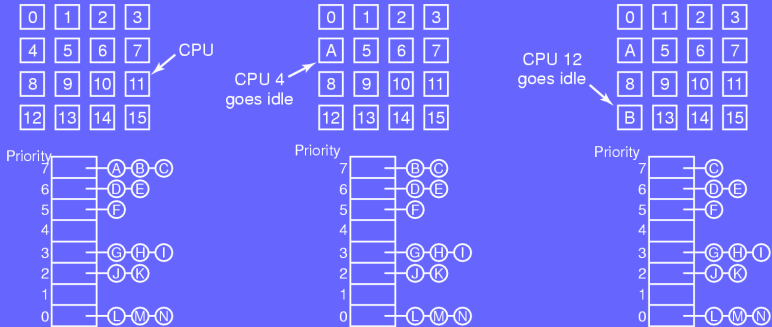 0 1 2 3
4 5 6 7
8 9 10 11
12 13 14 15
CPU
Priority
7 A B C
6 D E
5 F
4
3 G H I
2 J K
1
0 L M N
0 1 2 3
A 5 6 7
8 9 10 11
12 13 14 15
CPU 4
goes idle
Priority
7 B C
6 D E
5 F
4
3 G H I
2 J K
1
0 L M N
0 1 2 3
A 5 6 7
8 9 10 11
B 13 14 15
CPU 12
goes idle
Priority
7 C
6 D E
5 F
4
3 G H I
2 J K
1
0 L M N